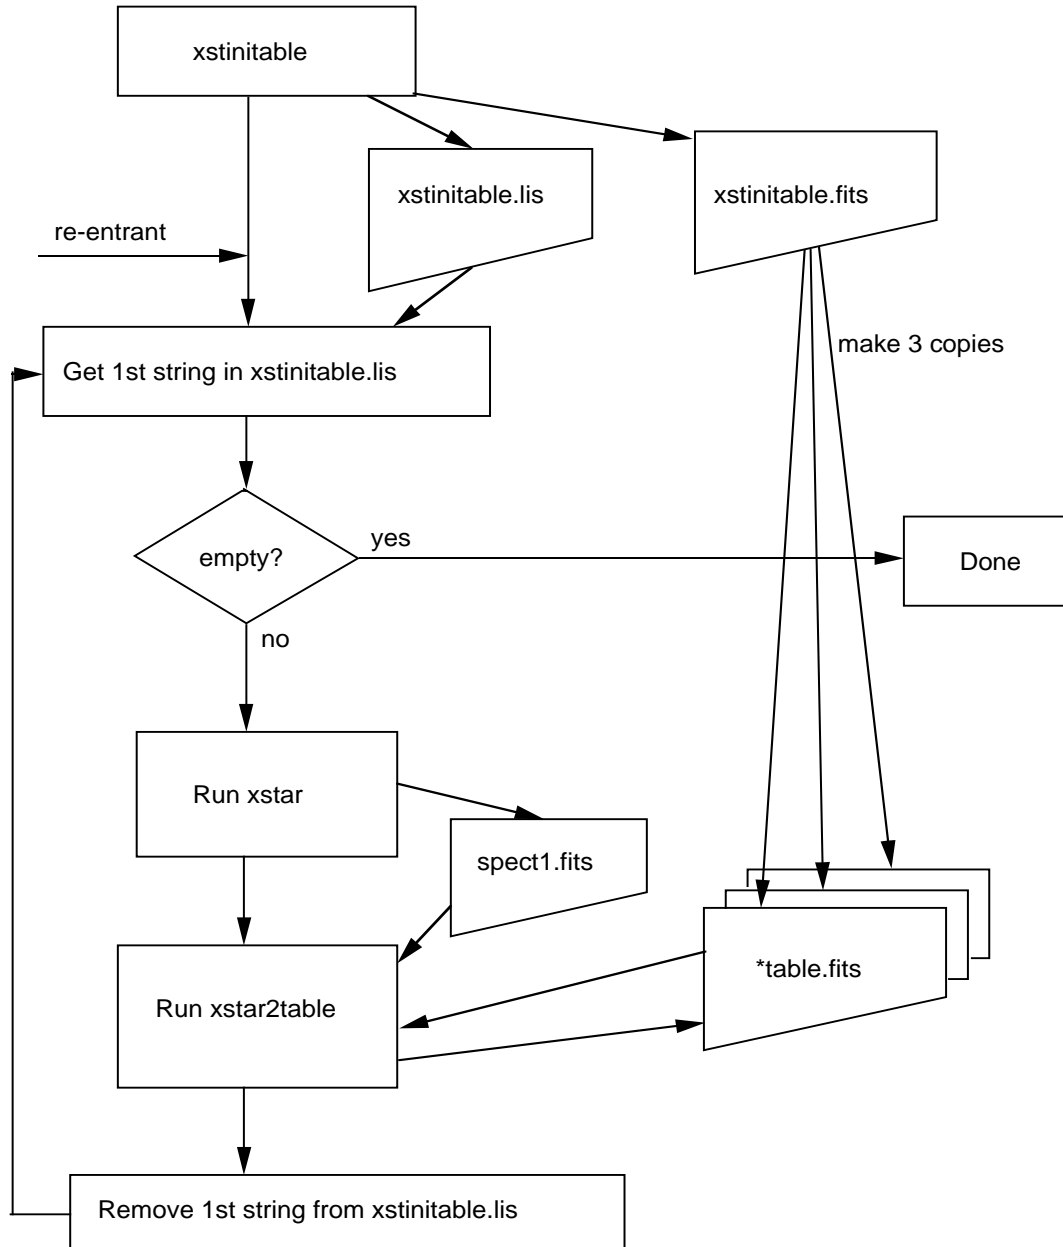 xstinitable
xstinitable.lis
xstinitable.fits
re-entrant
make 3 copies
Get 1st string in xstinitable.lis
empty?
yes
Done
no
Run xstar
spect1.fits
*table.fits
Run xstar2table
Remove 1st string from xstinitable.lis